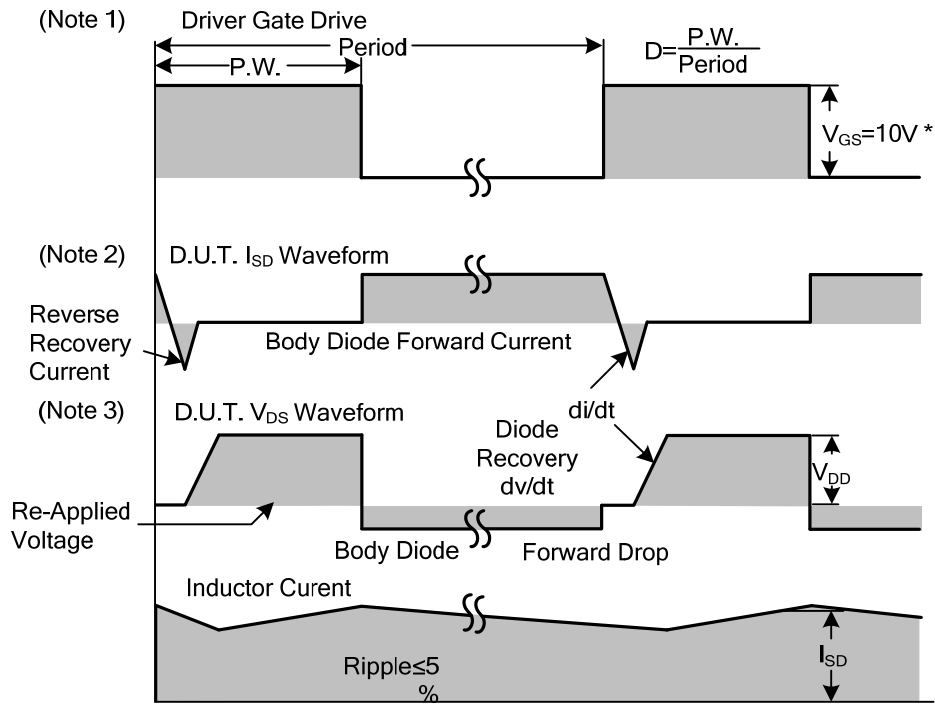 (Note 1)
Driver Gate Drive
Period
P.W.
D=P.W.
Period
VGS=10V *
(Note 2)
D.U.T. ISD Waveform
Reverse
Recovery
Current
Body Diode Forward Current
(Note 3)
D.U.T. VDS Waveform
di/dt
Diode
Recovery
dv/dt
VDD
Re-Applied
Voltage
Body Diode
Forward Drop
Inductor Curent
Ripple≤5
%
ISD